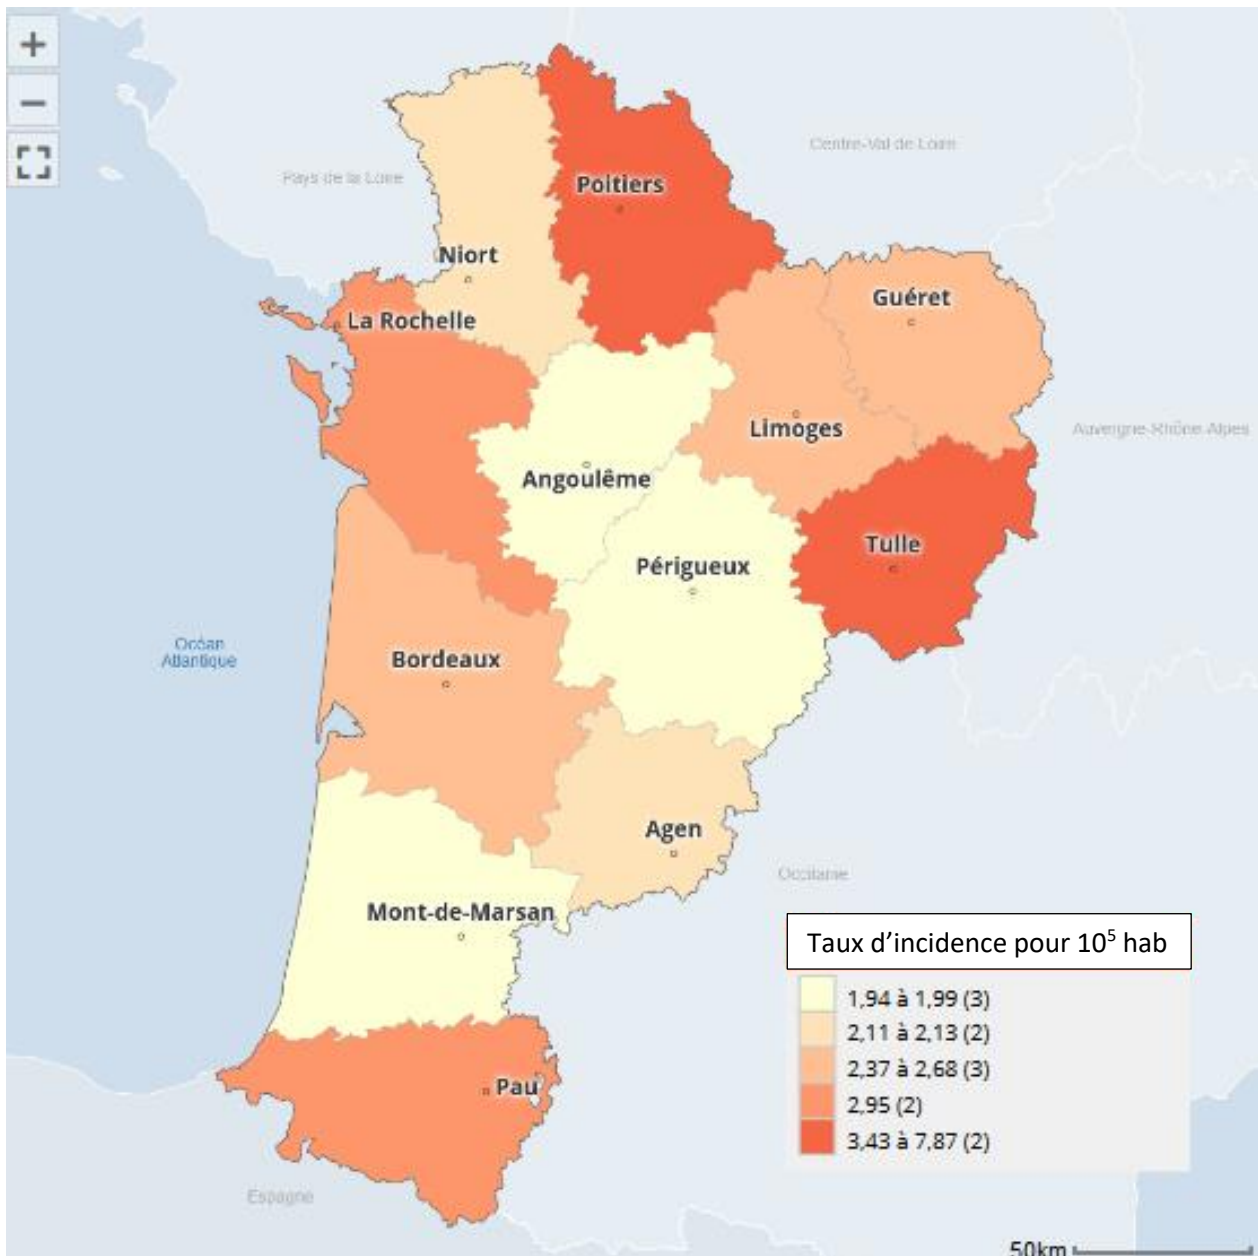 +
−
Centre-Val de Loire
Pays de la Loire
Poitiers
Niort
Guéret
La Rochelle
Limoges
Auvergne-Rhône-Alpes
Angoulême
Tulle
Périgueux
Océan
Atlantique
Bordeaux
Agen
Occitanie
Mont-de-Marsan
Taux d’incidence pour 10⁵ hab
1,94 à 1,99 (3)
2,11 à 2,13 (2)
2,37 à 2,68 (3)
2,95 (2)
3,43 à 7,87 (2)
Pau
Espagne
50km